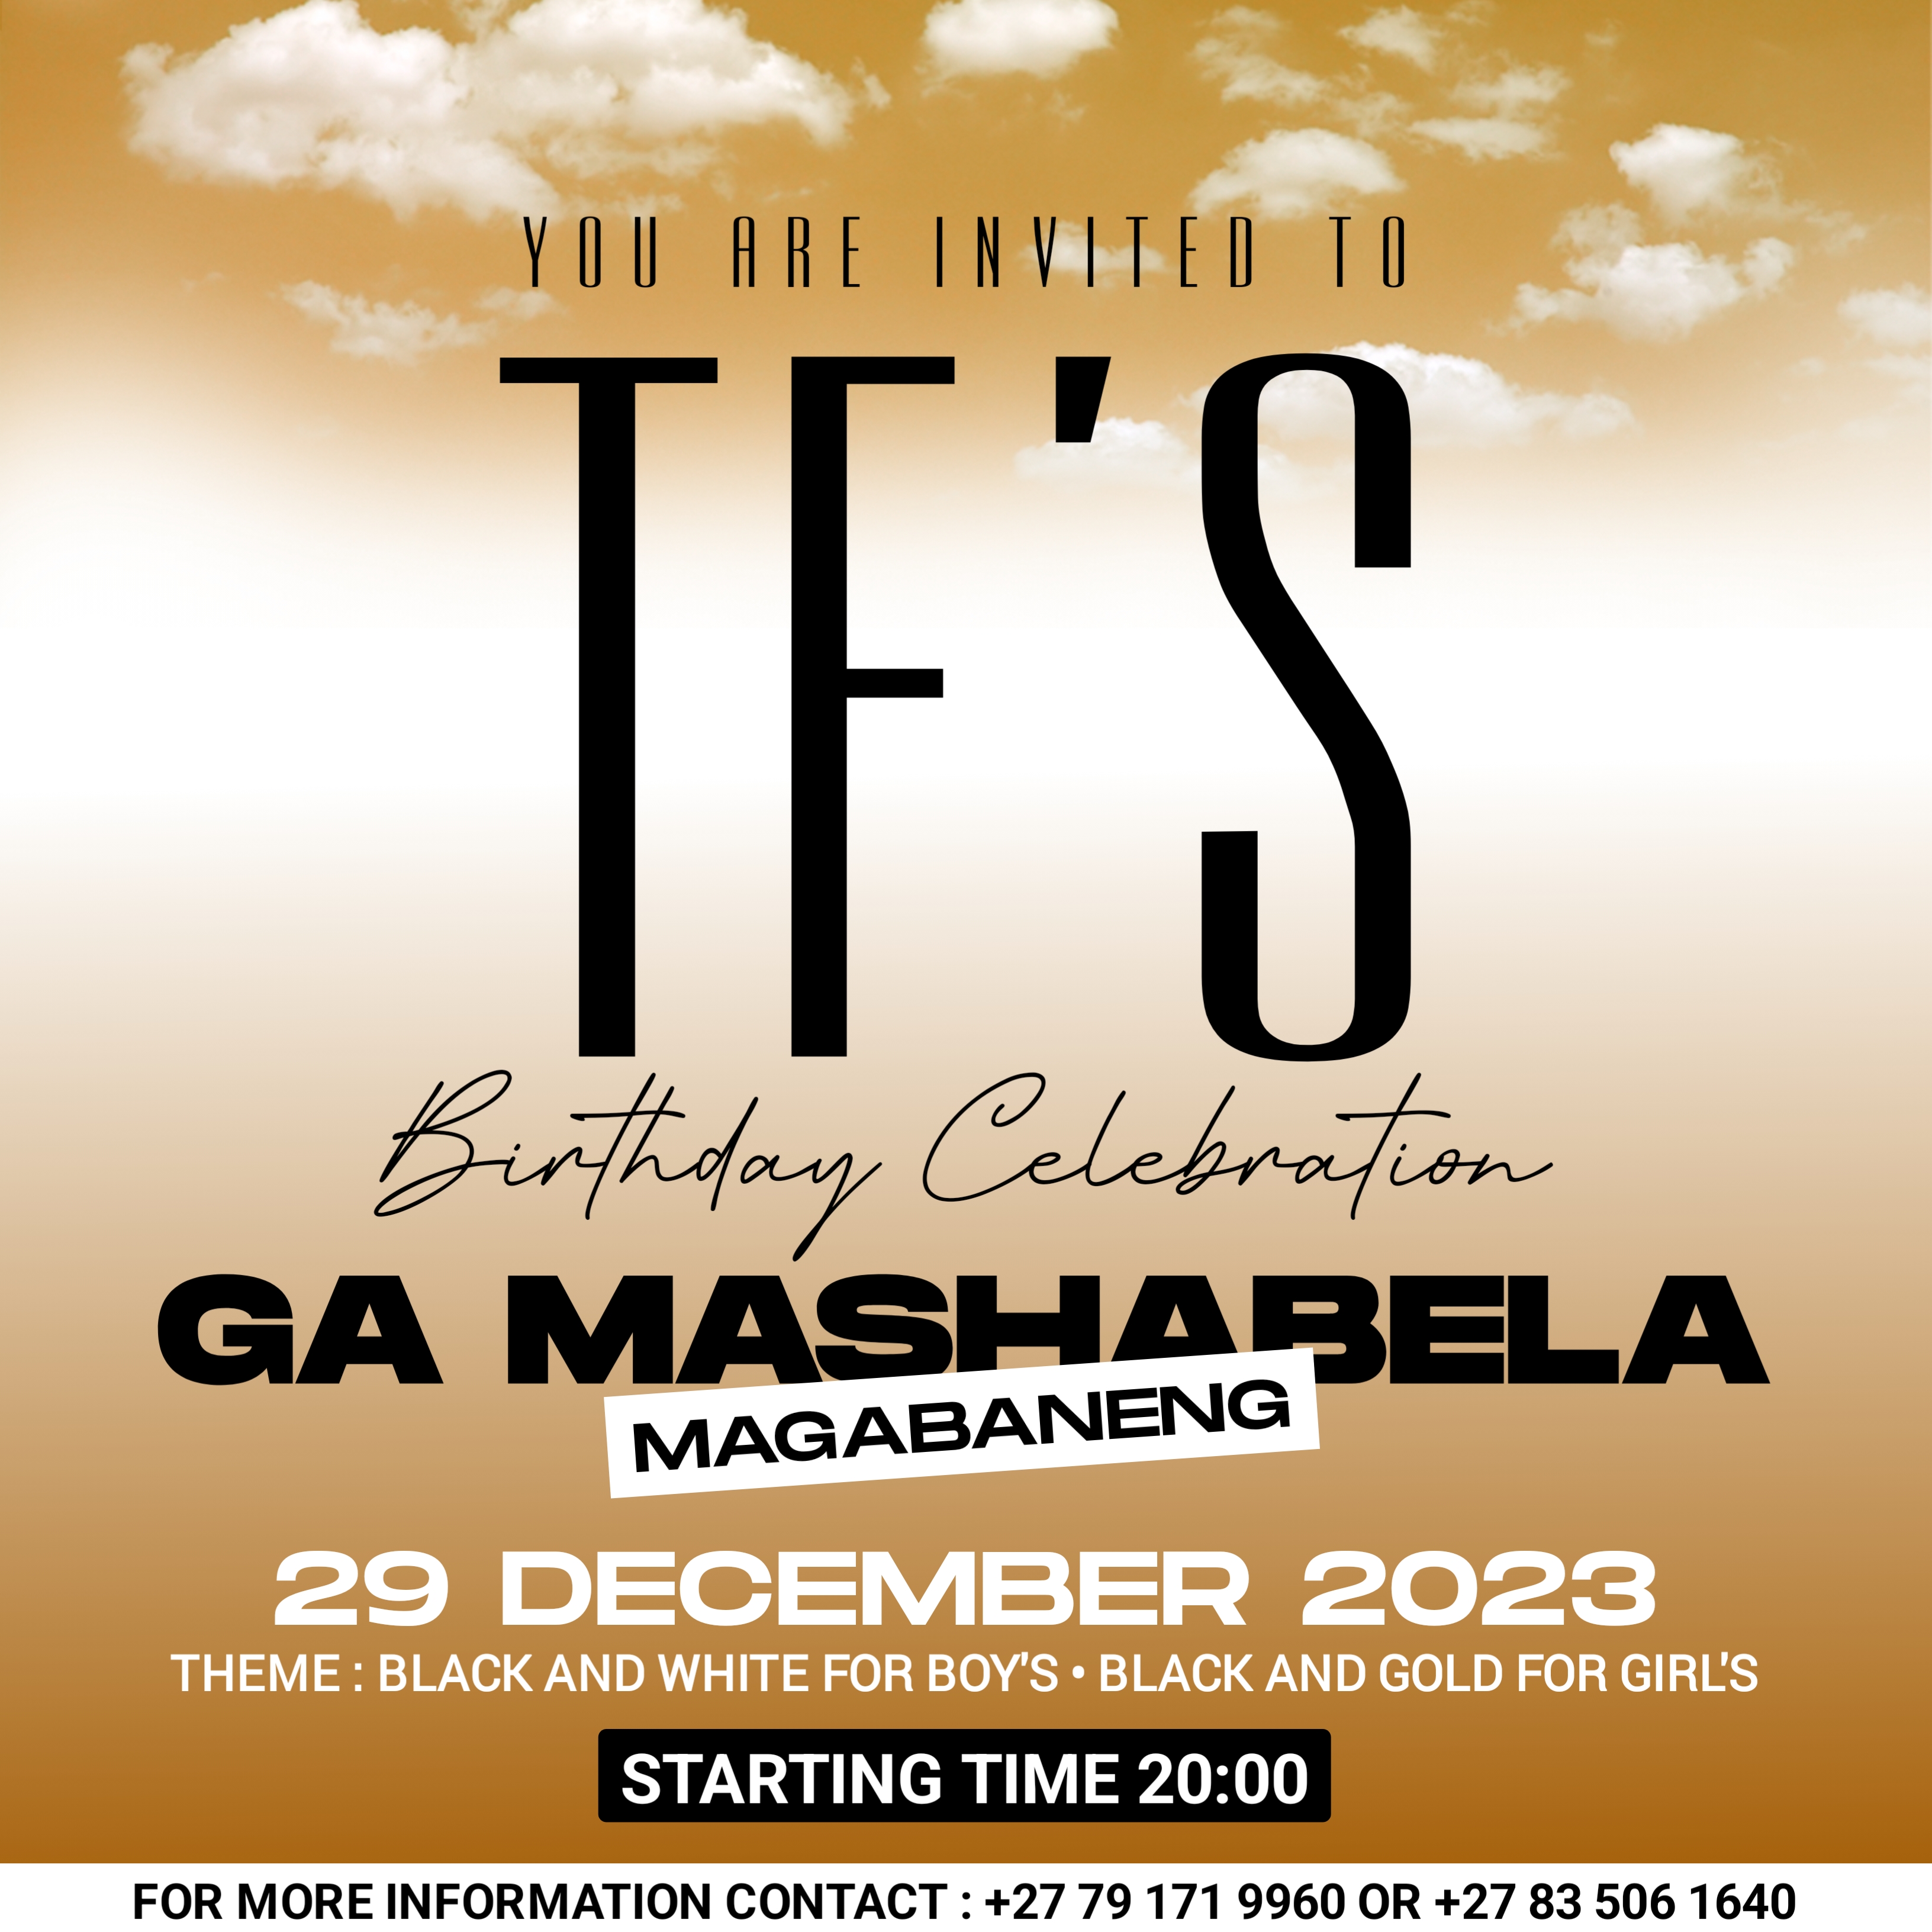 YOU ARE INVITED TO
TF'S
Birthday Celebration
GA MASHABELA
MAGABANENG
29 DECEMBER 2023
THEME : BLACK AND WHITE FOR BOY'S • BLACK AND GOLD FOR GIRL'S
STARTING TIME 20:00
FOR MORE INFORMATION CONTACT : +27 79 171 9960 OR +27 83 506 1640